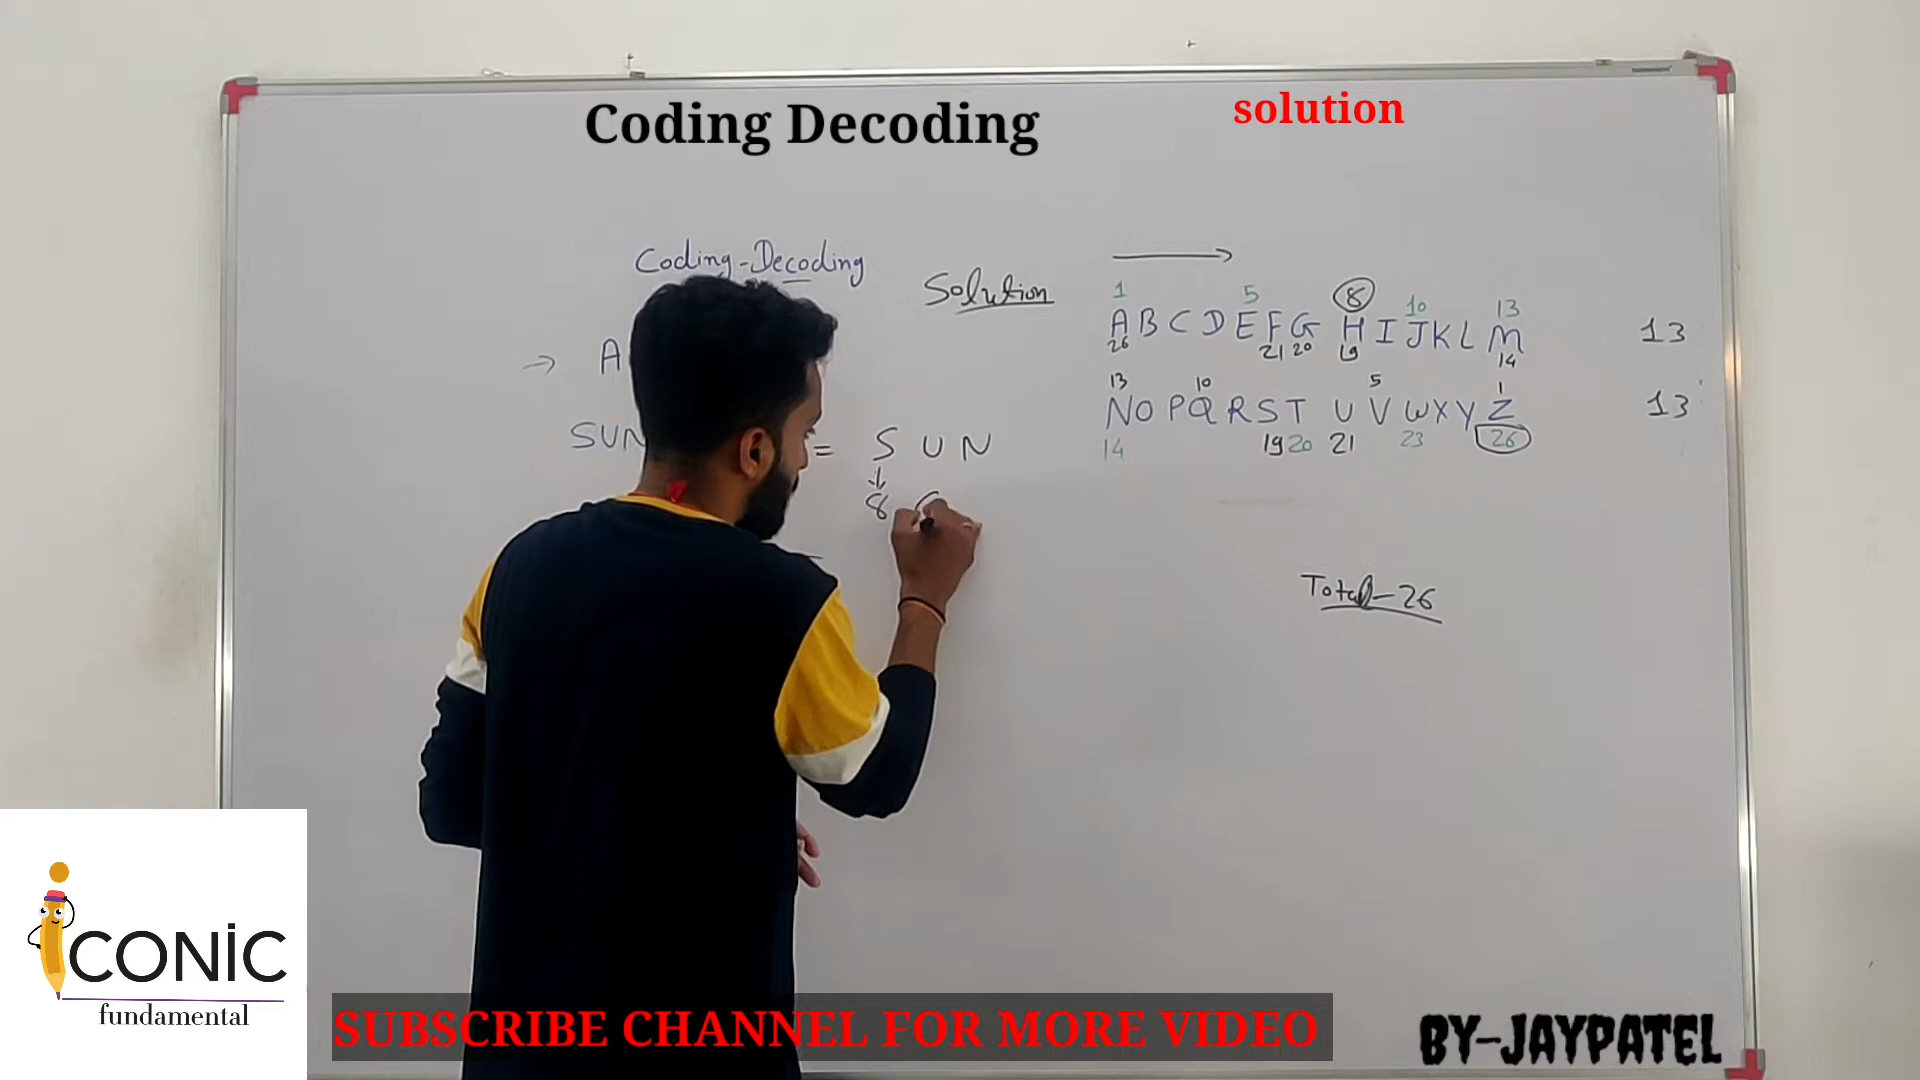 Coding Decoding
solution
Coding-Decoding
Solution
1 5 8 10 13
A B C D E F G H I J K L M 13
26 21 20 19 14
13 10 5 1
N O P Q R S T U V W X Y Z 13
14 19 20 21 23 26
→ A
SUN = S U N
8
Total-26
iCONiC
fundamental
SUBSCRIBE CHANNEL FOR MORE VIDEO
BY-JAYPATEL